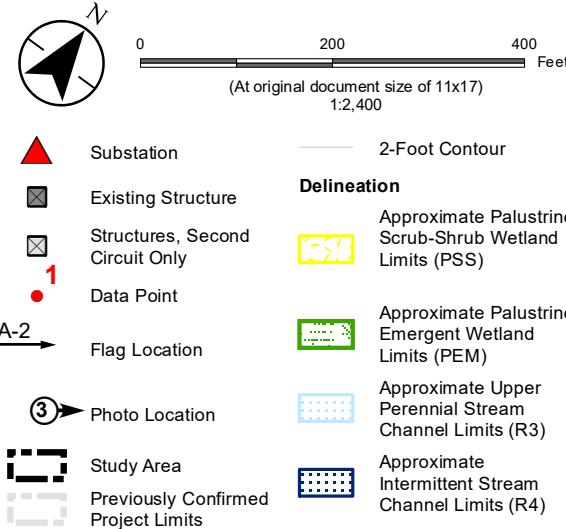 N
0 200 400
Feet
(At original document size of 11x17)
1:2,400
Substation
Existing Structure
Structures, Second
Circuit Only
1
Data Point
A-2
Flag Location
3
Photo Location
Study Area
Previously Confirmed
Project Limits
2-Foot Contour
Delineation
Approximate Palustrine
Scrub-Shrub Wetland
Limits (PSS)
Approximate Palustrine
Emergent Wetland
Limits (PEM)
Approximate Upper
Perennial Stream
Channel Limits (R3)
Approximate
Intermittent Stream
Channel Limits (R4)